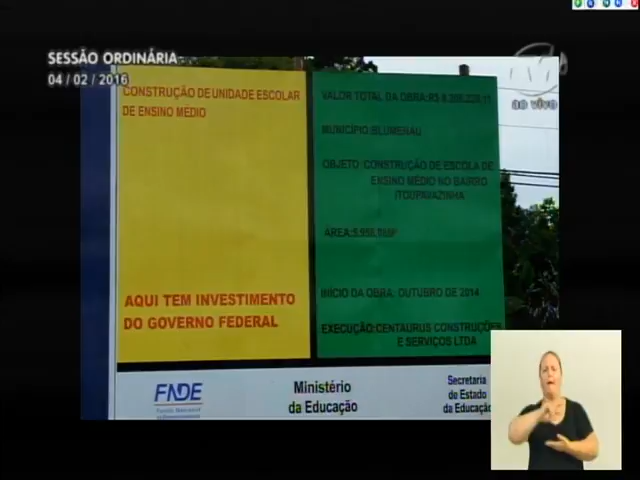 SESSÃO ORDINÁRIA
04 / 02 / 2016
ao vivo
CONSTRUÇÃO DE UNIDADE ESCOLAR
DE ENSINO MÉDIO
AQUI TEM INVESTIMENTO
DO GOVERNO FEDERAL
VALOR TOTAL DA OBRA:R$
MUNICÍPIO:BLUMENAU
OBJETO: CONSTRUÇÃO DE ESCOLA DE
ENSINO MÉDIO NO BAIRRO
ITOUPAVAZINHA
ÁREA:
INÍCIO DA OBRA: OUTUBRO DE 2014
EXECUÇÃO:CENTAURUS CONSTRUÇÕES
E SERVIÇOS LTDA
FNDE
Ministério
da Educação
Secretaria
de Estado
da Educação